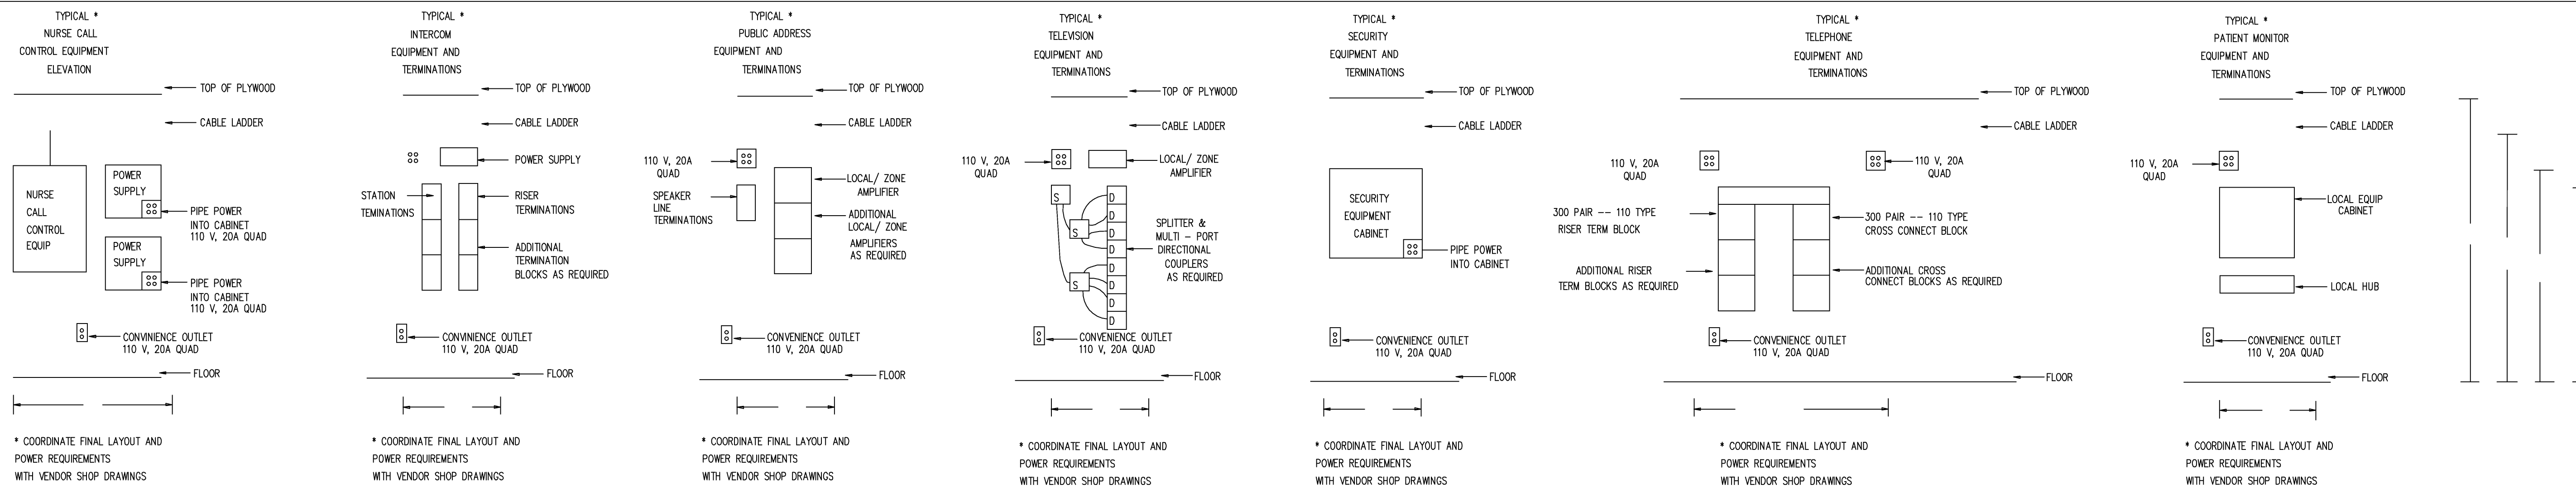 TYPICAL *
NURSE CALL
CONTROL EQUIPMENT
ELEVATION
TOP OF PLYWOOD
CABLE LADDER
NURSE
CALL
CONTROL
EQUIP
POWER
SUPPLY
PIPE POWER
INTO CABINET
110 V, 20A QUAD
POWER
SUPPLY
PIPE POWER
INTO CABINET
110 V, 20A QUAD
CONVINIENCE OUTLET
110 V, 20A QUAD
FLOOR
* COORDINATE FINAL LAYOUT AND
POWER REQUIREMENTS
WITH VENDOR SHOP DRAWINGS
TYPICAL *
INTERCOM
EQUIPMENT AND
TERMINATIONS
TOP OF PLYWOOD
CABLE LADDER
POWER SUPPLY
STATION
TEMINATIONS
RISER
TERMINATIONS
ADDITIONAL
TERMINATION
BLOCKS AS REQUIRED
CONVINIENCE OUTLET
110 V, 20A QUAD
FLOOR
* COORDINATE FINAL LAYOUT AND
POWER REQUIREMENTS
WITH VENDOR SHOP DRAWINGS
TYPICAL *
PUBLIC ADDRESS
EQUIPMENT AND
TERMINATIONS
TOP OF PLYWOOD
CABLE LADDER
110 V, 20A
QUAD
SPEAKER
LINE
TERMINATIONS
LOCAL/ ZONE
AMPLIFIER
ADDITIONAL
LOCAL/ ZONE
AMPLIFIERS
AS REQUIRED
CONVENIENCE OUTLET
110 V, 20A QUAD
FLOOR
* COORDINATE FINAL LAYOUT AND
POWER REQUIREMENTS
WITH VENDOR SHOP DRAWINGS
TYPICAL *
TELEVISION
EQUIPMENT AND
TERMINATIONS
TOP OF PLYWOOD
CABLE LADDER
110 V, 20A
QUAD
LOCAL/ ZONE
AMPLIFIER
S
D
D
S
D
D
D
S
D
D
D
SPLITTER &
MULTI - PORT
DIRECTIONAL
COUPLERS
AS REQUIRED
CONVENIENCE OUTLET
110 V, 20A QUAD
FLOOR
* COORDINATE FINAL LAYOUT AND
POWER REQUIREMENTS
WITH VENDOR SHOP DRAWINGS
TYPICAL *
SECURITY
EQUIPMENT AND
TERMINATIONS
TOP OF PLYWOOD
CABLE LADDER
SECURITY
EQUIPMENT
CABINET
PIPE POWER
INTO CABINET
CONVENIENCE OUTLET
110 V, 20A QUAD
FLOOR
* COORDINATE FINAL LAYOUT AND
POWER REQUIREMENTS
WITH VENDOR SHOP DRAWINGS
TYPICAL *
TELEPHONE
EQUIPMENT AND
TERMINATIONS
TOP OF PLYWOOD
CABLE LADDER
110 V, 20A
QUAD
110 V, 20A
QUAD
300 PAIR -- 110 TYPE
RISER TERM BLOCK
300 PAIR -- 110 TYPE
CROSS CONNECT BLOCK
ADDITIONAL RISER
TERM BLOCKS AS REQUIRED
ADDITIONAL CROSS
CONNECT BLOCKS AS REQUIRED
CONVENIENCE OUTLET
110 V, 20A QUAD
FLOOR
* COORDINATE FINAL LAYOUT AND
POWER REQUIREMENTS
WITH VENDOR SHOP DRAWINGS
TYPICAL *
PATIENT MONITOR
EQUIPMENT AND
TERMINATIONS
TOP OF PLYWOOD
CABLE LADDER
110 V, 20A
QUAD
LOCAL EQUIP
CABINET
LOCAL HUB
CONVENIENCE OUTLET
110 V, 20A QUAD
FLOOR
* COORDINATE FINAL LAYOUT AND
POWER REQUIREMENTS
WITH VENDOR SHOP DRAWINGS